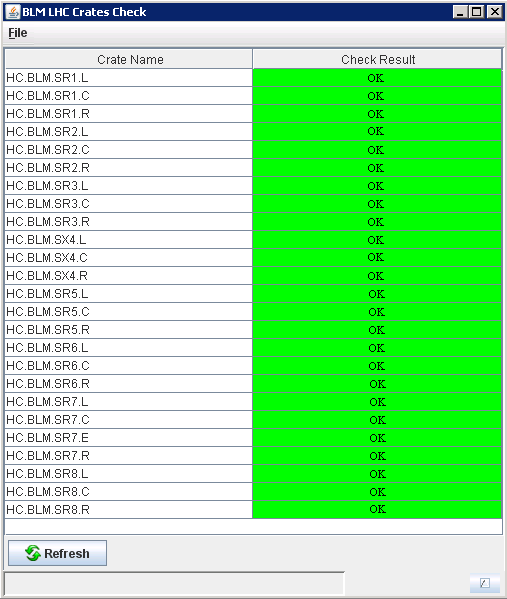 BLM LHC Crates Check
File
Crate Name Check Result
HC.BLM.SR1.L OK
HC.BLM.SR1.C OK
HC.BLM.SR1.R OK
HC.BLM.SR2.L OK
HC.BLM.SR2.C OK
HC.BLM.SR2.R OK
HC.BLM.SR3.L OK
HC.BLM.SR3.C OK
HC.BLM.SR3.R OK
HC.BLM.SX4.L OK
HC.BLM.SX4.C OK
HC.BLM.SX4.R OK
HC.BLM.SR5.L OK
HC.BLM.SR5.C OK
HC.BLM.SR5.R OK
HC.BLM.SR6.L OK
HC.BLM.SR6.C OK
HC.BLM.SR6.R OK
HC.BLM.SR7.L OK
HC.BLM.SR7.C OK
HC.BLM.SR7.E OK
HC.BLM.SR7.R OK
HC.BLM.SR8.L OK
HC.BLM.SR8.C OK
HC.BLM.SR8.R OK
Refresh